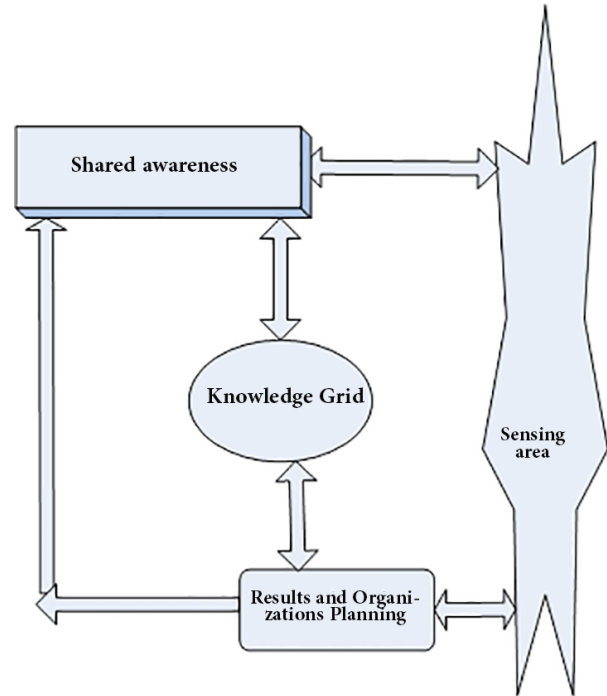 Shared awareness
Knowledge Grid
Sensing
area
Results and Organi-
zations Planning